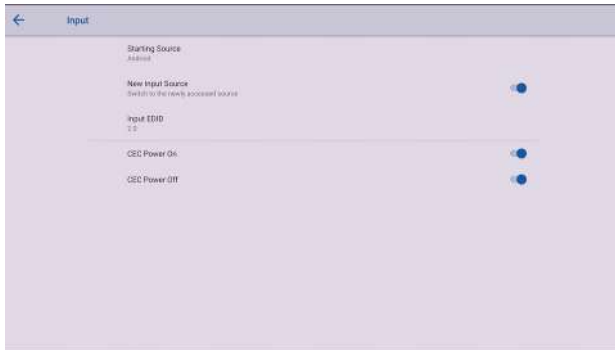 Input
Starting Source
Android
New Input Source
Switch to the newly accessed source
Input EDID
2.0
CEC Power On
CEC Power Off